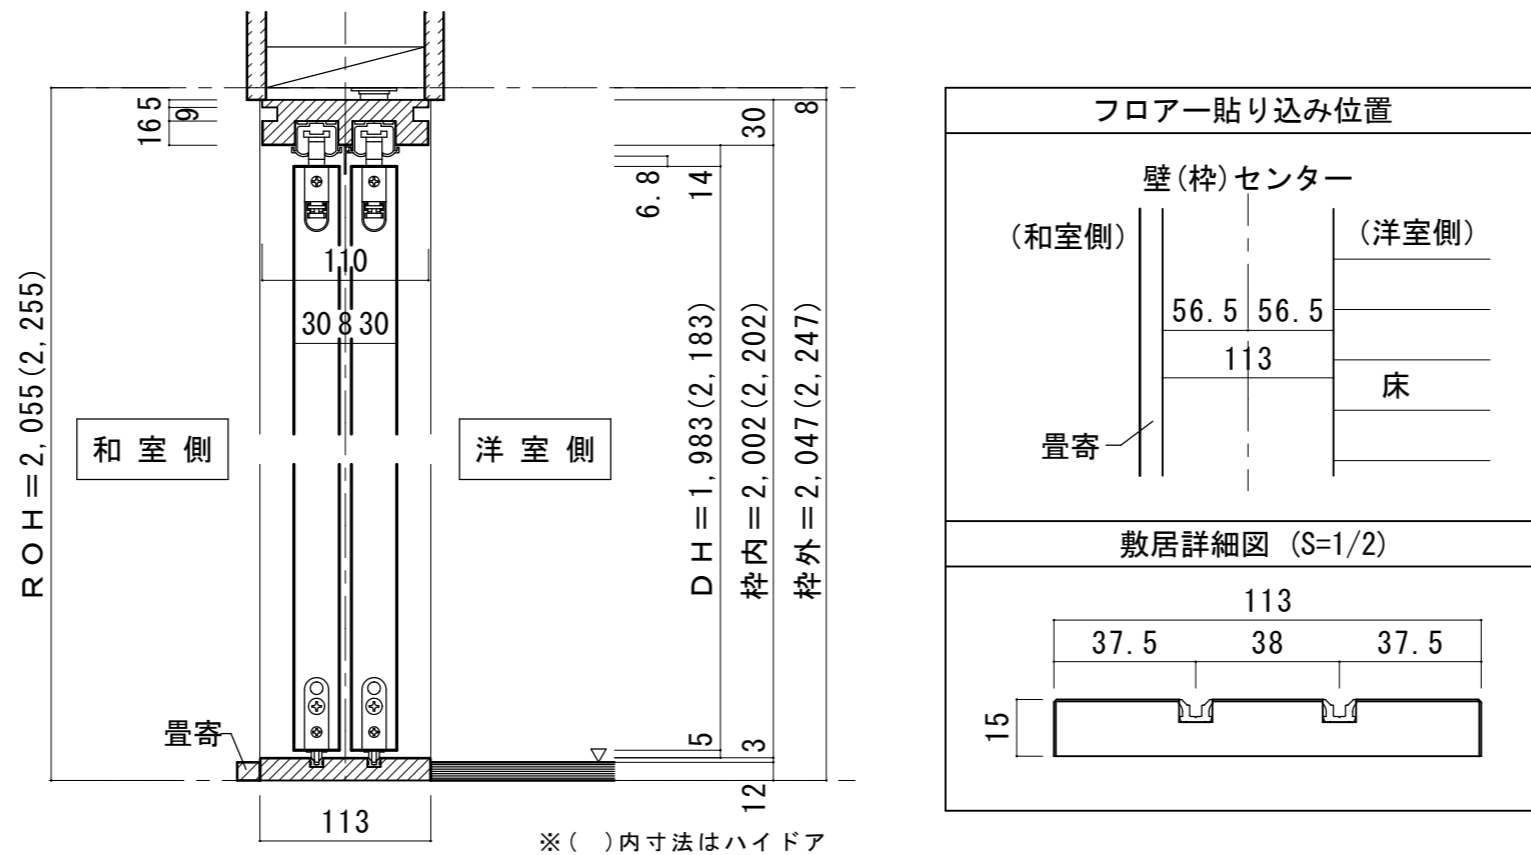 5
16
9
8
30
14
6.8
110
30 8 30
ROH=2,055(2,255)
和室側
洋室側
DH=1,983(2,183)
枠内=2,002(2,202)
枠外=2,047(2,247)
畳寄
5
3
12
113
※( )内寸法はハイドア
フロアー貼り込み位置
壁(枠)センター
(和室側)
(洋室側)
56.5 56.5
113
床
畳寄
敷居詳細図 (S=1/2)
113
37.5 38 37.5
15